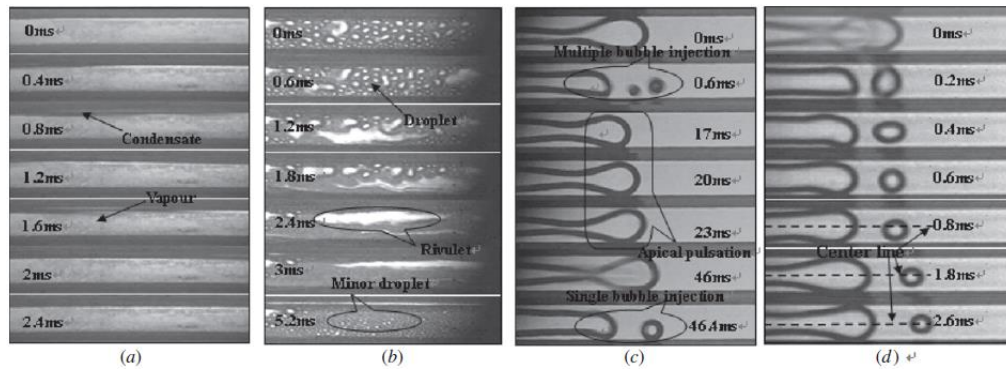 0ms
0.4ms
0.8ms
Condensate
1.2ms
Vapour
1.6ms
2ms
2.4ms
(a)
0ms
0.6ms
Droplet
1.2ms
1.8ms
2.4ms
Rivulet
3ms
Minor droplet
5.2ms
(b)
0ms
Multiple bubble injection
0.6ms
17ms
20ms
23ms
Apical pulsation
46ms
Single bubble injection
46.4ms
(c)
0ms
0.2ms
0.4ms
0.6ms
0.8ms
Center line
1.8ms
2.6ms
(d)